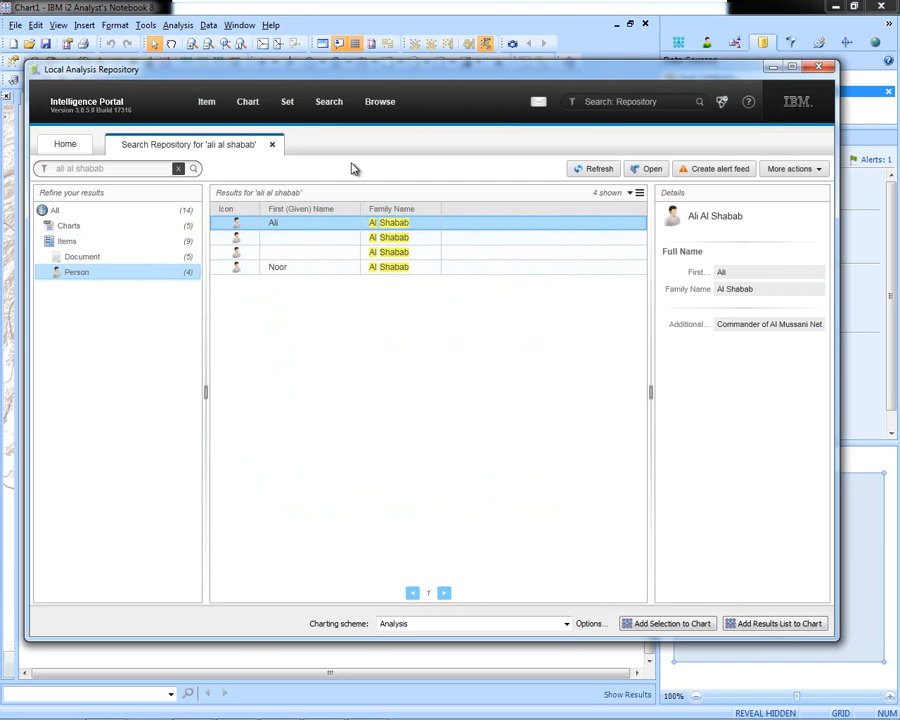 Chart1 - IBM i2 Analyst's Notebook 8
File Edit View Insert Format Tools Analysis Data Window Help
Local Analysis Repository
Intelligence Portal
Version 3.0.5.0 Build 17316
Item Chart Set Search Browse
Search: Repository
IBM.
Home
Search Repository for 'ali al shabab'
ali al shabab
Refresh
Open
Create alert feed
More actions
Alerts: 1
Refine your results
Results for 'ali al shabab'
4 shown
Details
All (14)
Charts (5)
Items (9)
Document (5)
Person (4)
Icon First (Given) Name Family Name
Ali Al Shabab
Al Shabab
Al Shabab
Noor Al Shabab
Ali Al Shabab
Full Name
First... Ali
Family Name Al Shabab
Additional... Commander of Al Mussani Net
1
Charting scheme: Analysis Options...
Add Selection to Chart
Add Results List to Chart
Show Results
100%
REVEAL HIDDEN GRID NUM